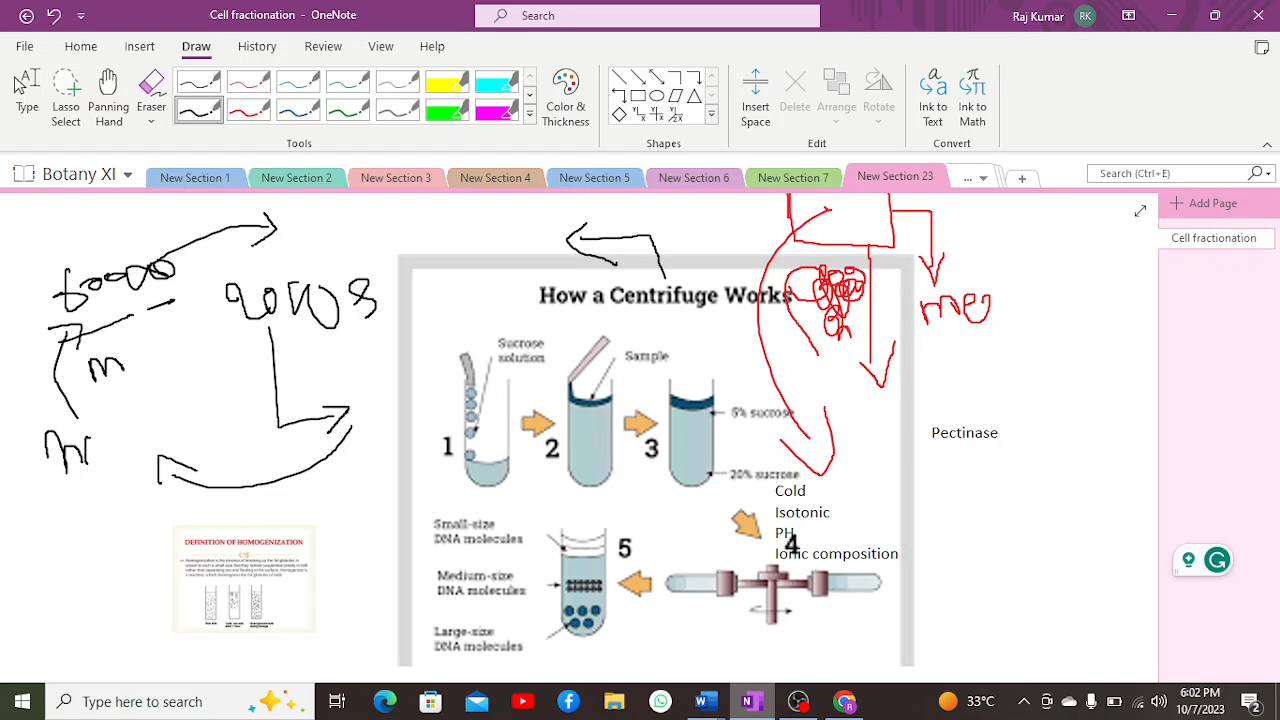 Cell fractionation - OneNote
Search
Raj Kumar
RK
File
Home
Insert
Draw
History
Review
View
Help
Type
Lasso
Select
Panning
Hand
Eraser
Color &
Thickness
Insert
Space
Delete
Arrange
Rotate
Ink to
Text
Ink to
Math
Tools
Shapes
Edit
Convert
Botany XI
New Section 1
New Section 2
New Section 3
New Section 4
New Section 5
New Section 6
New Section 7
New Section 23
...
Search (Ctrl+E)
Add Page
Cell fractionation
m
How a Centrifuge Works
Sucrose
solution
Sample
1
2
3
5% sucrose
20% sucrose
Pectinase
Cold
Isotonic
PH
Ionic composition
4
Small-size
DNA molecules
5
Medium-size
DNA molecules
Large-size
DNA molecules
DEFINITION OF HOMOGENIZATION
Type here to search
33°C
6:02 PM
10/7/2023
2